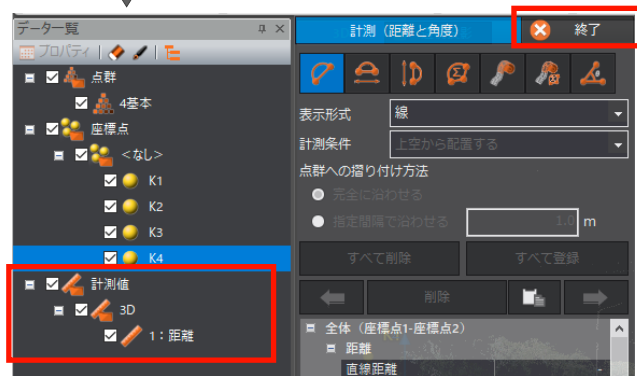 データ一覧
プロパティ
点群
4基本
座標点
<なし>
K1
K2
K3
K4
計測値
3D
1：距離
計測（距離と角度）
終了
表示形式
線
計測条件
上空から配置する
点群への摺り付け方法
完全に沿わせる
指定間隔で沿わせる
1.0 m
すべて削除
すべて登録
削除
全体（座標点1-座標点2）
距離
直線距離
-